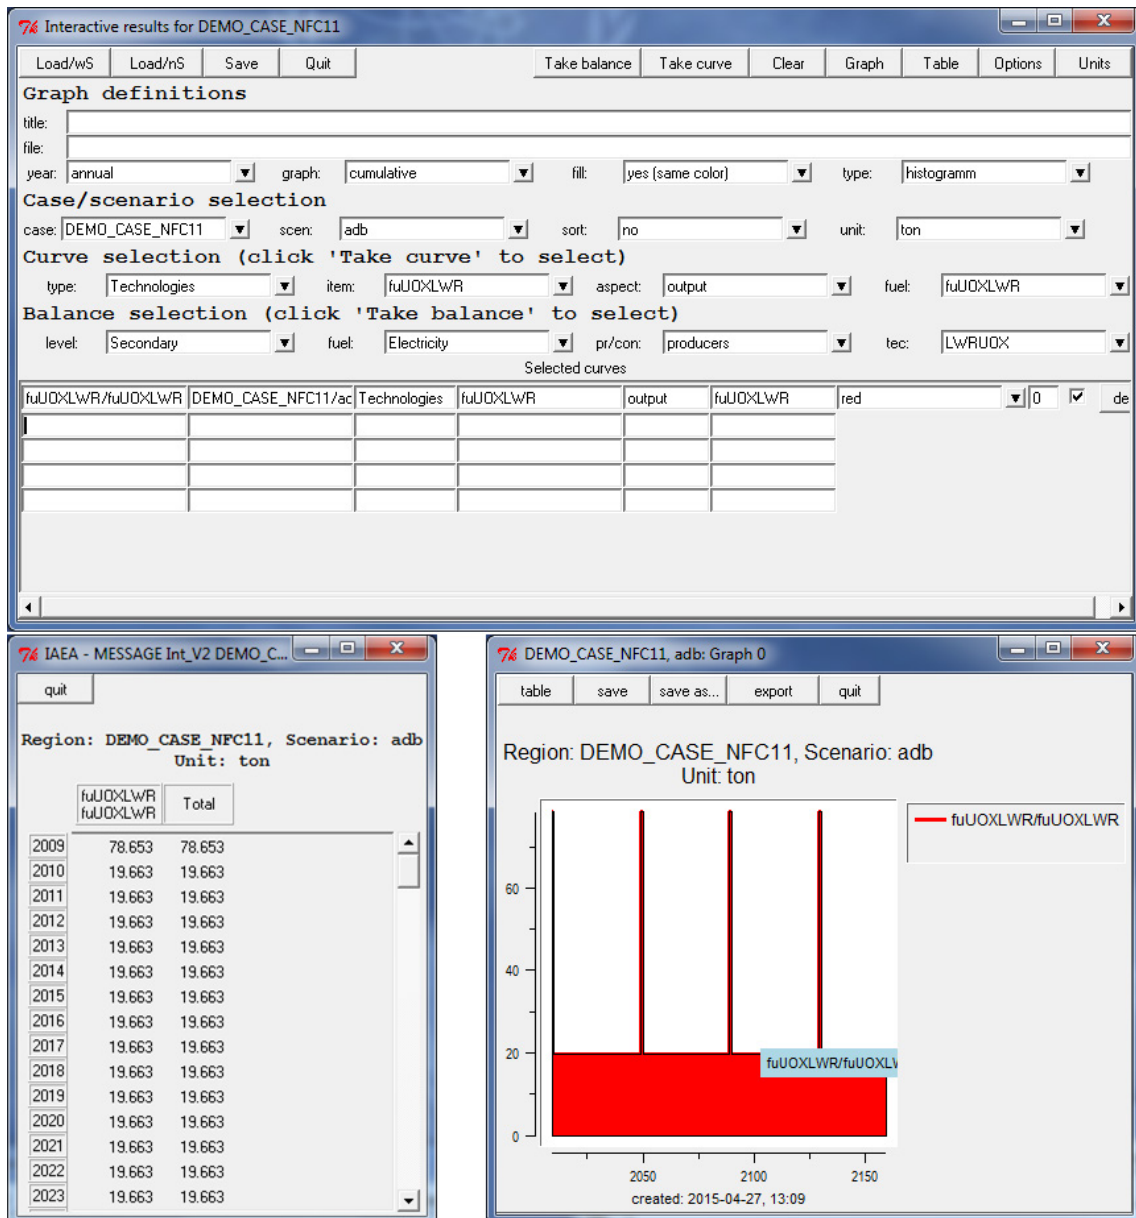 Interactive results for DEMO_CASE_NFC11
Load/wS Load/nS Save Quit Take balance Take curve Clear Graph Table Options Units
Graph definitions
title:
file:
year: annual graph: cumulative fill: yes (same color) type: histogramm
Case/scenario selection
case: DEMO_CASE_NFC11 scen: adb sort: no unit: ton
Curve selection (click 'Take curve' to select)
type: Technologies item: fuUOXLWR aspect: output fuel: fuUOXLWR
Balance selection (click 'Take balance' to select)
level: Secondary fuel: Electricity pr/con: producers tec: LWRUOX
Selected curves
fuUOXLWR/fuUOXLWR DEMO_CASE_NFC11/ac Technologies fuUOXLWR output fuUOXLWR red 0 de
IAEA - MESSAGE Int_V2 DEMO_C...
quit
Region: DEMO_CASE_NFC11, Scenario: adb
Unit: ton
fuUOXLWR
fuUOXLWR Total
2009 78.653 78.653
2010 19.663 19.663
2011 19.663 19.663
2012 19.663 19.663
2013 19.663 19.663
2014 19.663 19.663
2015 19.663 19.663
2016 19.663 19.663
2017 19.663 19.663
2018 19.663 19.663
2019 19.663 19.663
2020 19.663 19.663
2021 19.663 19.663
2022 19.663 19.663
2023 19.663 19.663
DEMO_CASE_NFC11, adb: Graph 0
table save save as... export quit
Region: DEMO_CASE_NFC11, Scenario: adb
Unit: ton
fuUOXLWR/fuUOXLWR
60
40
20
fuUOXLWR/fuUOXLW
0
2050 2100 2150
created: 2015-04-27, 13:09